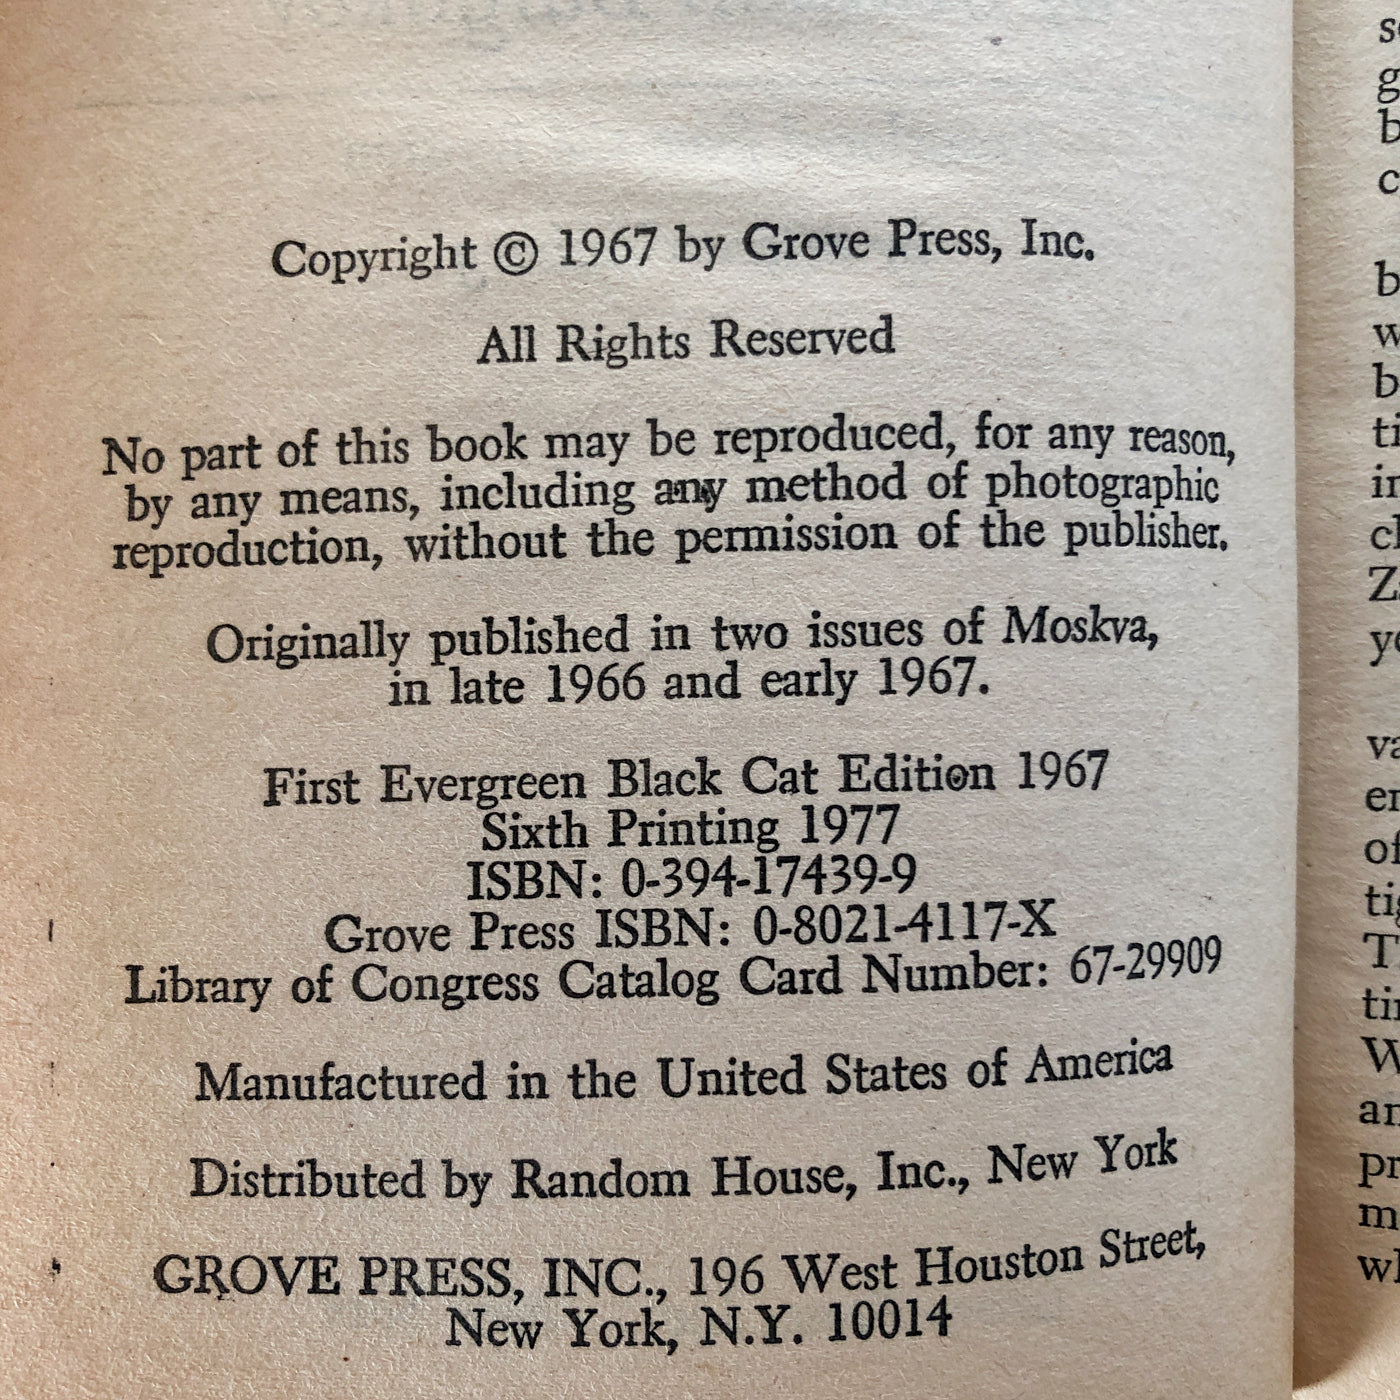 Copyright © 1967 by Grove Press, Inc.
All Rights Reserved
No part of this book may be reproduced, for any reason,
by any means, including any method of photographic
reproduction, without the permission of the publisher.
Originally published in two issues of Moskva,
in late 1966 and early 1967.
First Evergreen Black Cat Edition 1967
Sixth Printing 1977
ISBN: 0-394-17439-9
Grove Press ISBN: 0-8021-4117-X
Library of Congress Catalog Card Number: 67-29909
Manufactured in the United States of America
Distributed by Random House, Inc., New York
GROVE PRESS, INC., 196 West Houston Street,
New York, N.Y. 10014